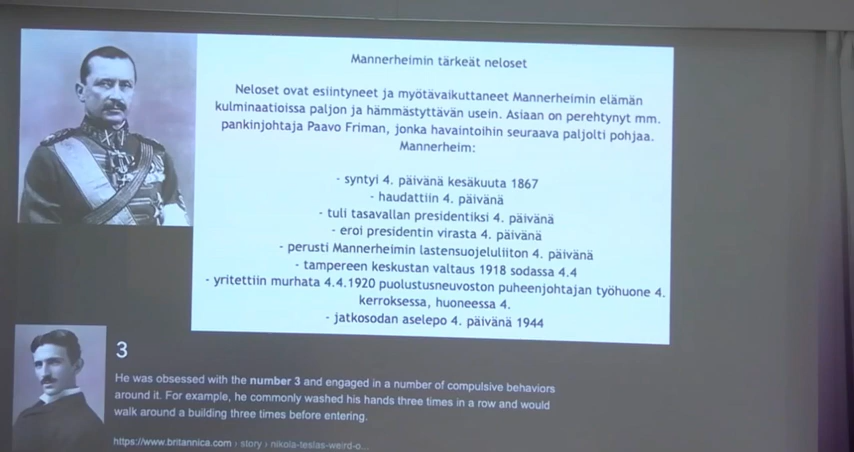 Mannerheimin tärkeät neloset
Neloset ovat esiintyneet ja myötävaikuttaneet Mannerheimin elämän
kulminaatioissa paljon ja hämmästyttävän usein. Asiaan on perehtynyt mm.
pankinjohtaja Paavo Friman, jonka havaintoihin seuraava paljolti pohjaa.
Mannerheim:
- syntyi 4. päivänä kesäkuuta 1867
- haudattiin 4. päivänä
- tuli tasavallan presidentiksi 4. päivänä
- eroi presidentin virasta 4. päivänä
- perusti Mannerheimin lastensuojeluliiton 4. päivänä
- tampereen keskustan valtaus 1918 sodassa 4.4
- yritettiin murhata 4.4.1920 puolustusneuvoston puheenjohtajan työhuone 4.
kerroksessa, huoneessa 4.
- jatkosodan aselepo 4. päivänä 1944
3
He was obsessed with the number 3 and engaged in a number of compulsive behaviors
around it. For example, he commonly washed his hands three times in a row and would
walk around a building three times before entering.
https://www.britannica.com › story › nikola-teslas-weird-o...